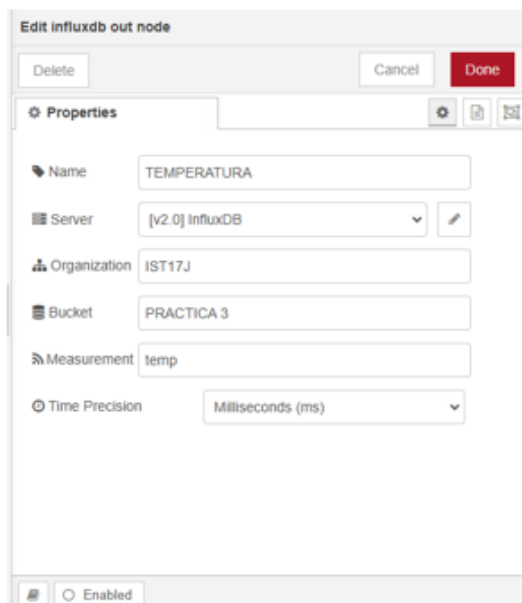 Edit influxdb out node
Delete Cancel Done
Properties
Name TEMPERATURA
Server [v2.0] InfluxDB
Organization IST17J
Bucket PRACTICA 3
Measurement temp
Time Precision Milliseconds (ms)
Enabled